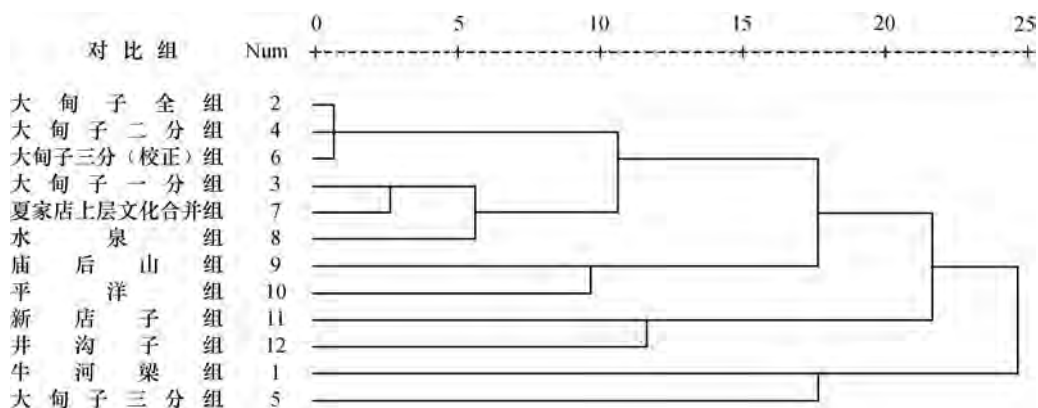 0 5 10 15 20 25
对比组 Num
大甸子全组 2
大甸子二分组 4
大甸子三分（校正）组 6
大甸子一分组 3
夏家店上层文化合并组 7
水泉组 8
庙后山组 9
平洋组 10
新店子组 11
井沟子组 12
牛河梁组 1
大甸子三分组 5